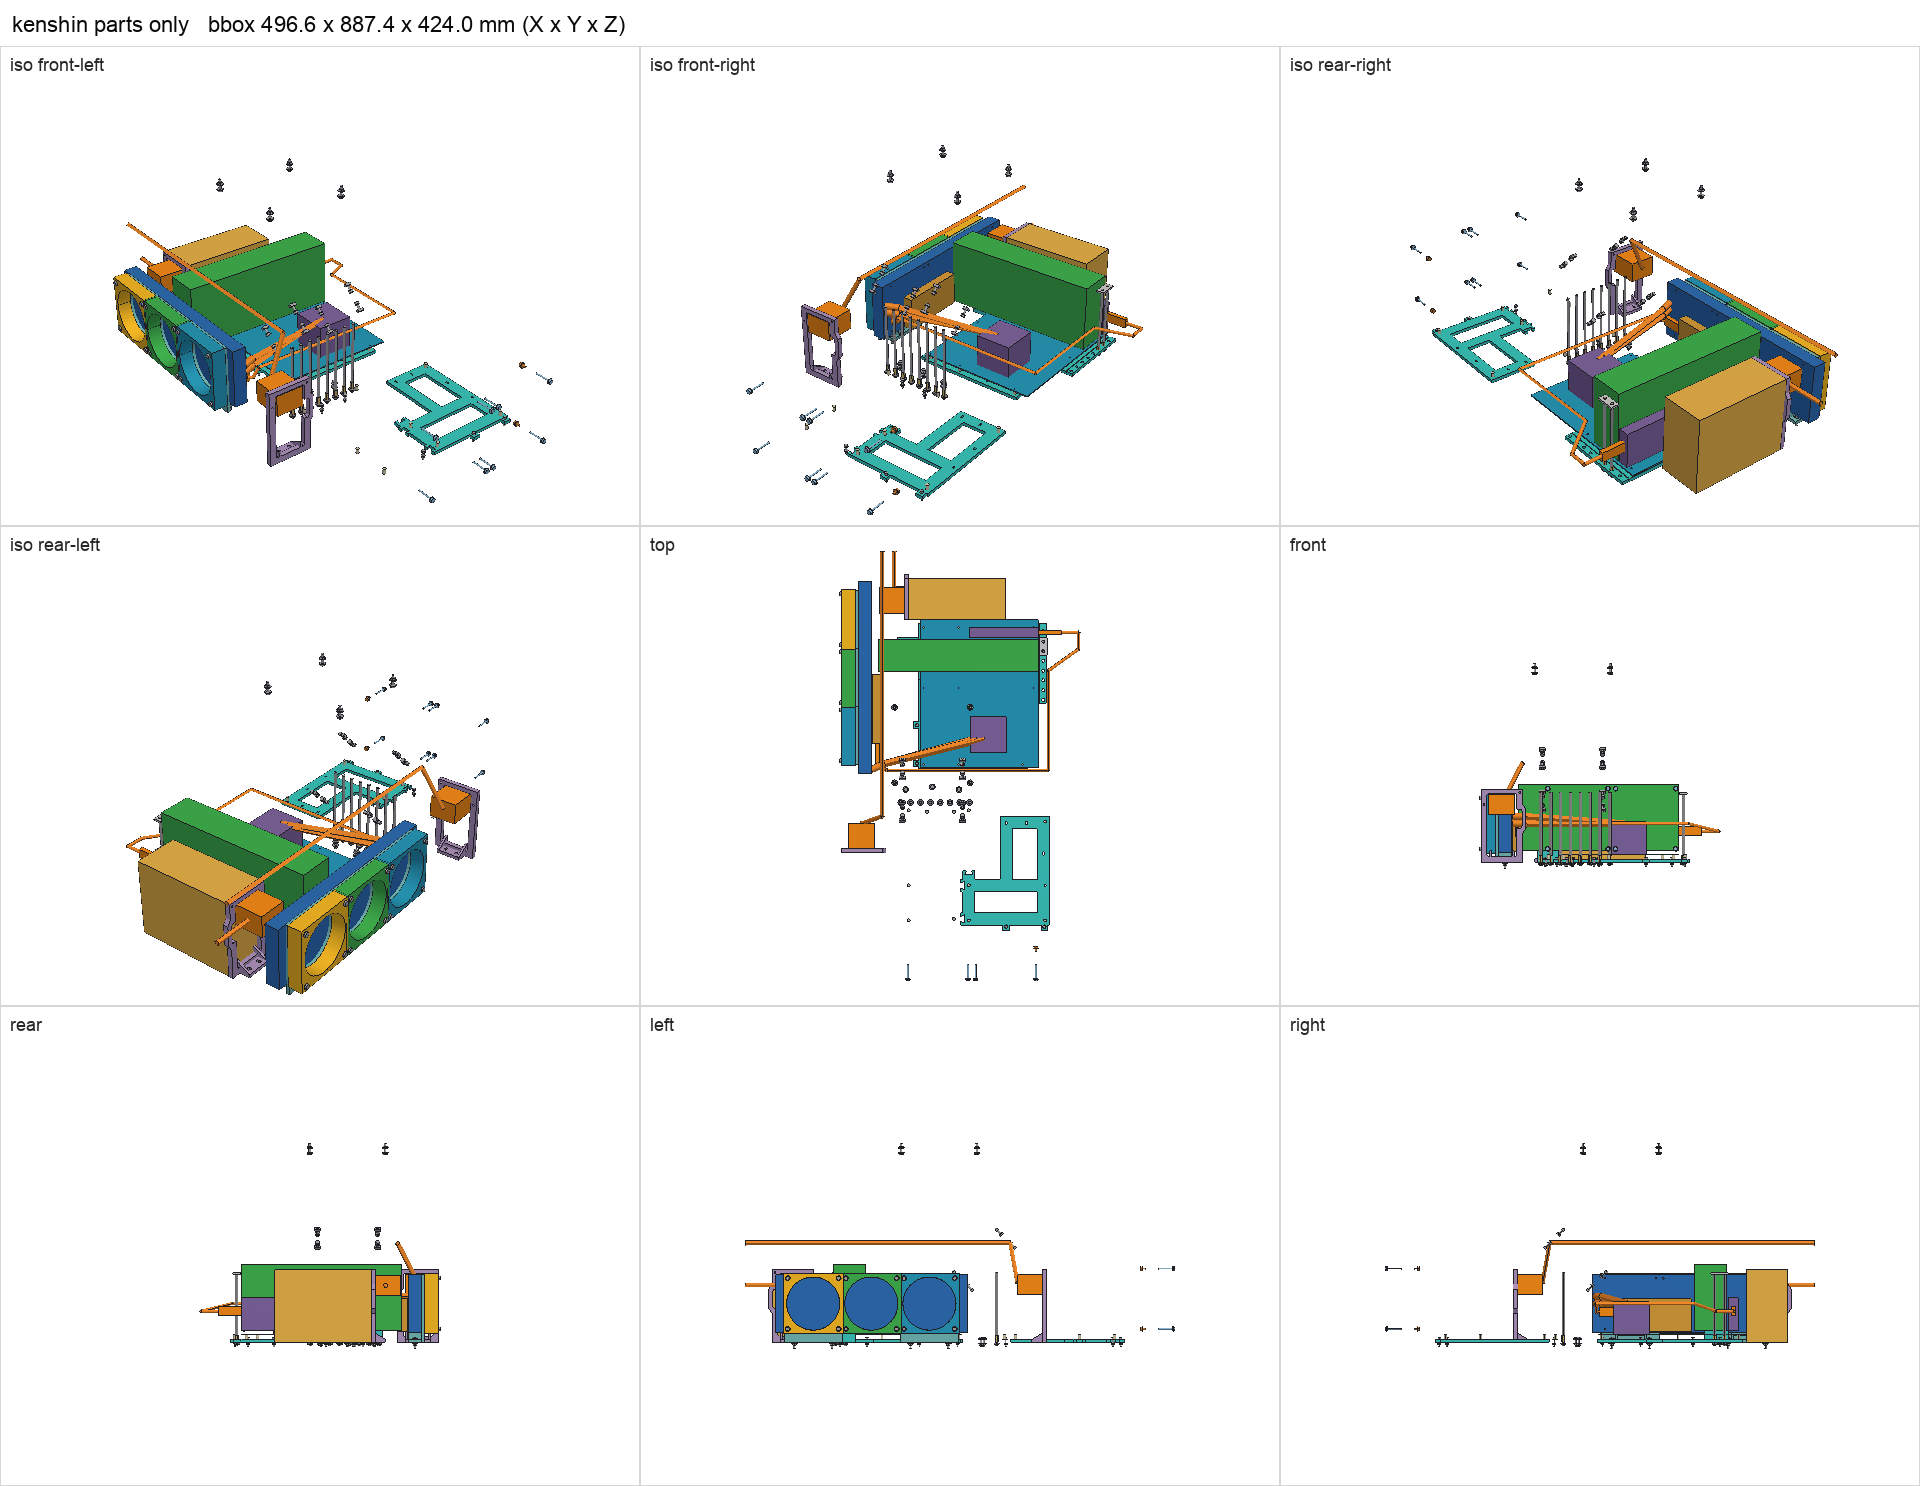 kenshin parts only bbox 496.6 x 887.4 x 424.0 mm (X x Y x Z)
iso front-left
iso front-right
iso rear-right
iso rear-left
top
front
rear
left
right